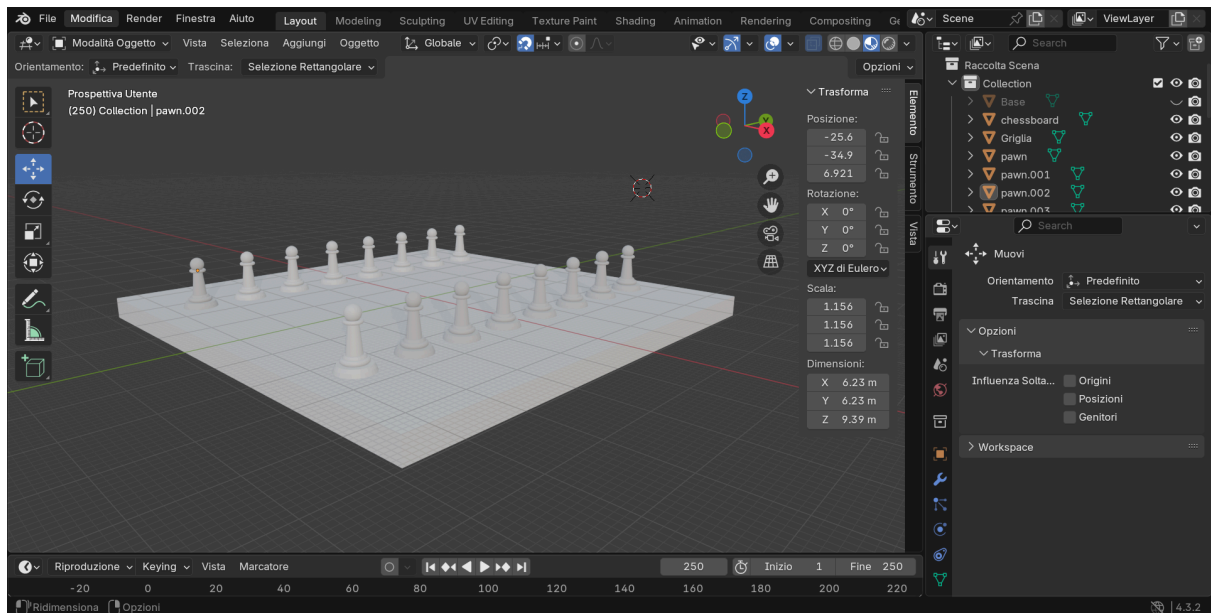 File Modifica Render Finestra Aiuto Layout Modeling Sculpting UV Editing Texture Paint Shading Animation Rendering Compositing Ge Scene ViewLayer
Modalità Oggetto Vista Seleziona Aggiungi Oggetto Globale Search
Orientamento: Predefinito Trascina: Selezione Rettangolare Opzioni
Prospettiva Utente
(250) Collection | pawn.002
Z
Y
X
Trasforma
Posizione:
-25.6
-34.9
6.921
Rotazione:
X 0°
Y 0°
Z 0°
XYZ di Eulero
Scala:
1.156
1.156
1.156
Dimensioni:
X 6.23 m
Y 6.23 m
Z 9.39 m
Elemento
Strumento
Vista
Raccolta Scena
Collection
Base
chessboard
Griglia
pawn
pawn.001
pawn.002
pawn.003
Search
Muovi
Orientamento Predefinito
Trascina Selezione Rettangolare
Opzioni
Trasforma
Influenza Solta... Origini
Posizioni
Genitori
Workspace
Riproduzione Keying Vista Marcatore 250 Inizio 1 Fine 250
-20 0 20 40 60 80 100 120 140 160 180 200 220
Ridimensiona Opzioni 4.3.2